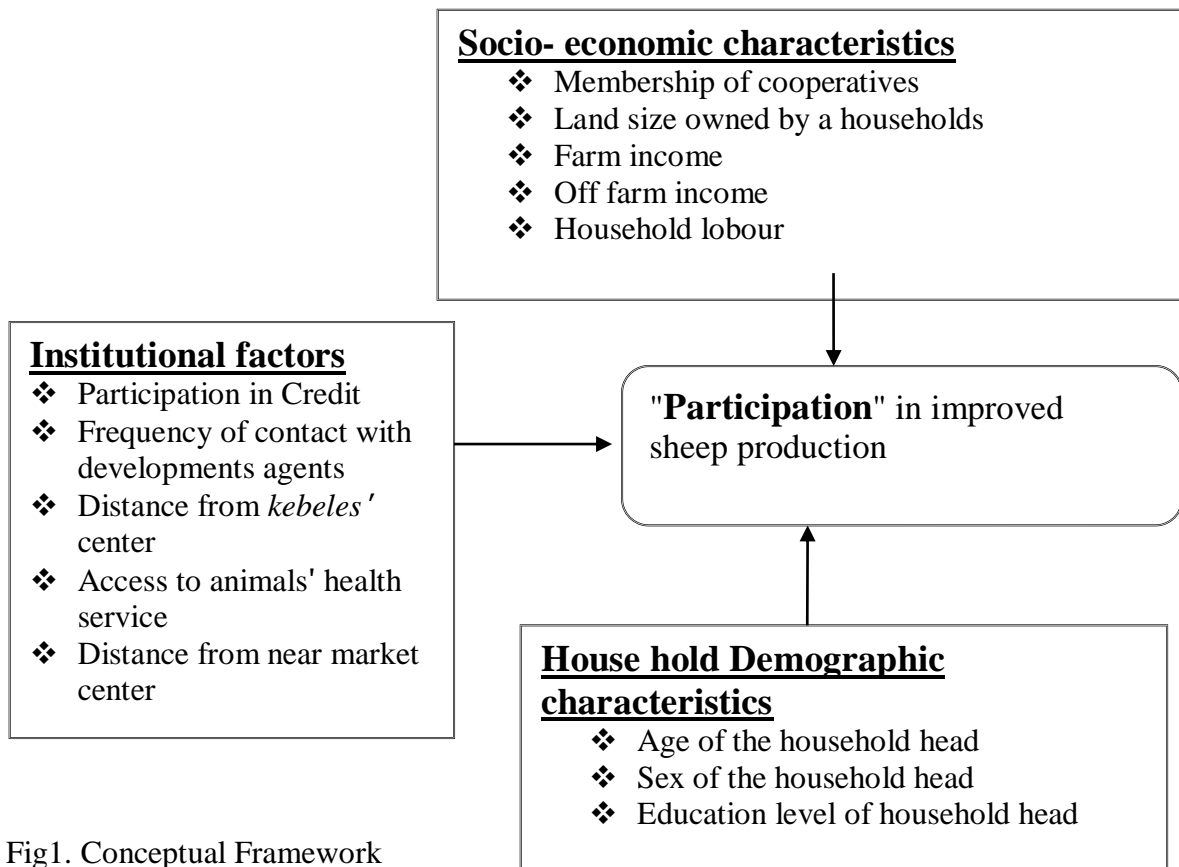 Socio- economic characteristics
❖ Membership of cooperatives
❖ Land size owned by a households
❖ Farm income
❖ Off farm income
❖ Household lobour
Institutional factors
❖ Participation in Credit
❖ Frequency of contact with
developments agents
❖ Distance from kebeles'
center
❖ Access to animals' health
service
❖ Distance from near market
center
"Participation" in improved
sheep production
House hold Demographic
characteristics
❖ Age of the household head
❖ Sex of the household head
❖ Education level of household head
Fig1. Conceptual Framework